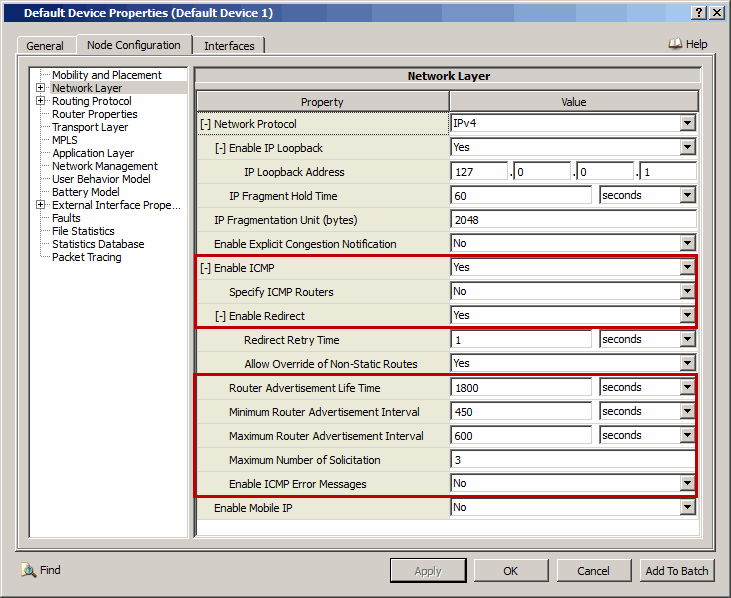 Default Device Properties (Default Device 1)
General Node Configuration Interfaces Help
Mobility and Placement
Network Layer
Routing Protocol
Router Properties
Transport Layer
MPLS
Application Layer
Network Management
User Behavior Model
Battery Model
External Interface Prope...
Faults
File Statistics
Statistics Database
Packet Tracing
Network Layer
Property Value
[-] Network Protocol IPv4
[-] Enable IP Loopback Yes
IP Loopback Address 127 . 0 . 0 . 1
IP Fragment Hold Time 60 seconds
IP Fragmentation Unit (bytes) 2048
Enable Explicit Congestion Notification No
[-] Enable ICMP Yes
Specify ICMP Routers No
[-] Enable Redirect Yes
Redirect Retry Time 1 seconds
Allow Override of Non-Static Routes Yes
Router Advertisement Life Time 1800 seconds
Minimum Router Advertisement Interval 450 seconds
Maximum Router Advertisement Interval 600 seconds
Maximum Number of Solicitation 3
Enable ICMP Error Messages No
Enable Mobile IP No
Find Apply OK Cancel Add To Batch